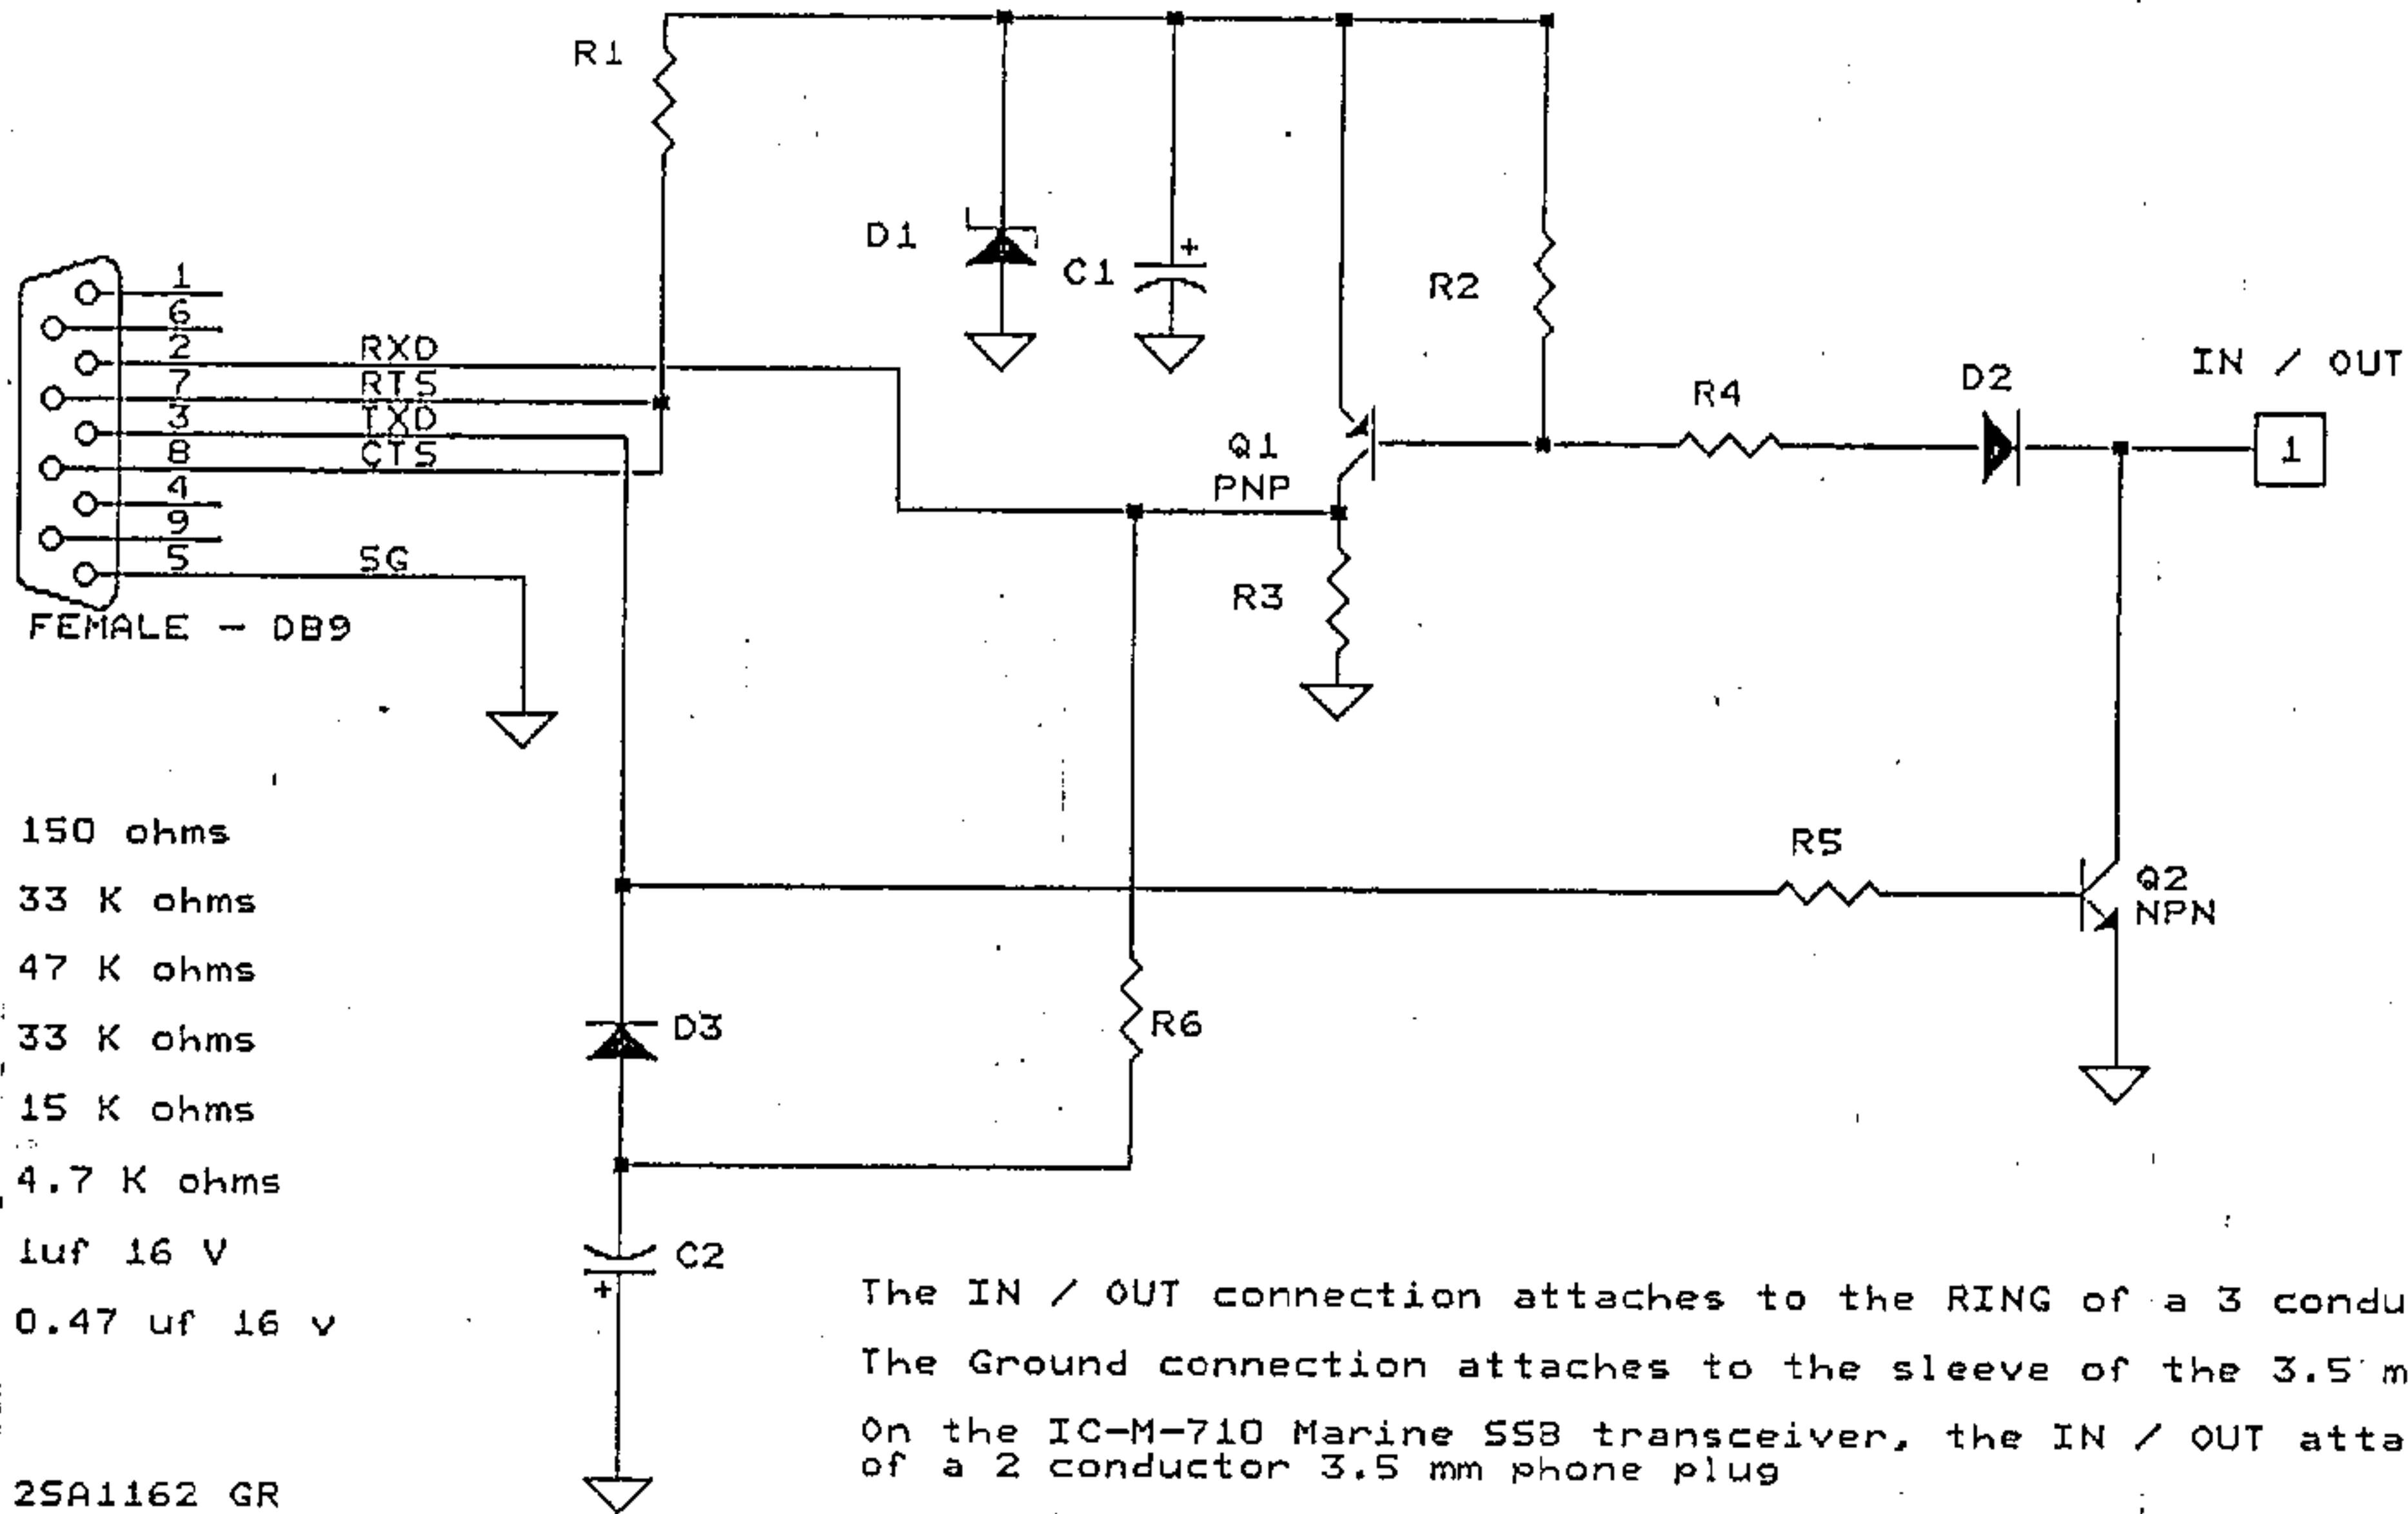 R1
D1
C1
R2
IN / OUT
D2
R4
1
Q1
PNP
R3
1
6
2
RXD
7
RTS
3
TXD
8
CTS
4
9
5
SG
FEMALE - DB9
150 ohms
33 K ohms
47 K ohms
33 K ohms
15 K ohms
4.7 K ohms
1uf 16 V
0.47 uf 16 v
2SA1162 GR
R5
Q2
NPN
D3
R6
C2
+
+
The IN / OUT connection attaches to the RING of a 3 condu
The Ground connection attaches to the sleeve of the 3.5 m
On the IC-M-710 Marine SSB transceiver, the IN / OUT atta
of a 2 conductor 3.5 mm phone plug